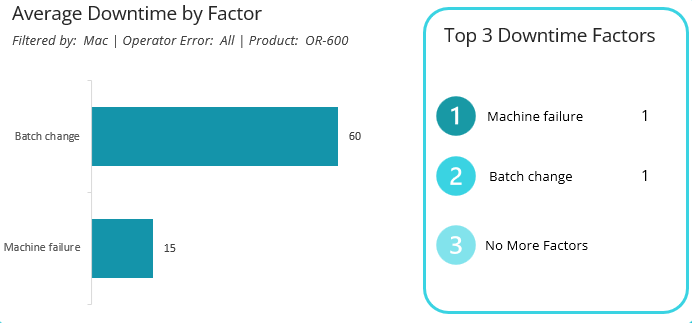 Average Downtime by Factor
Filtered by: Mac | Operator Error: All | Product: OR-600
Batch change 60
Machine failure 15
Top 3 Downtime Factors
1 Machine failure 1
2 Batch change 1
3 No More Factors